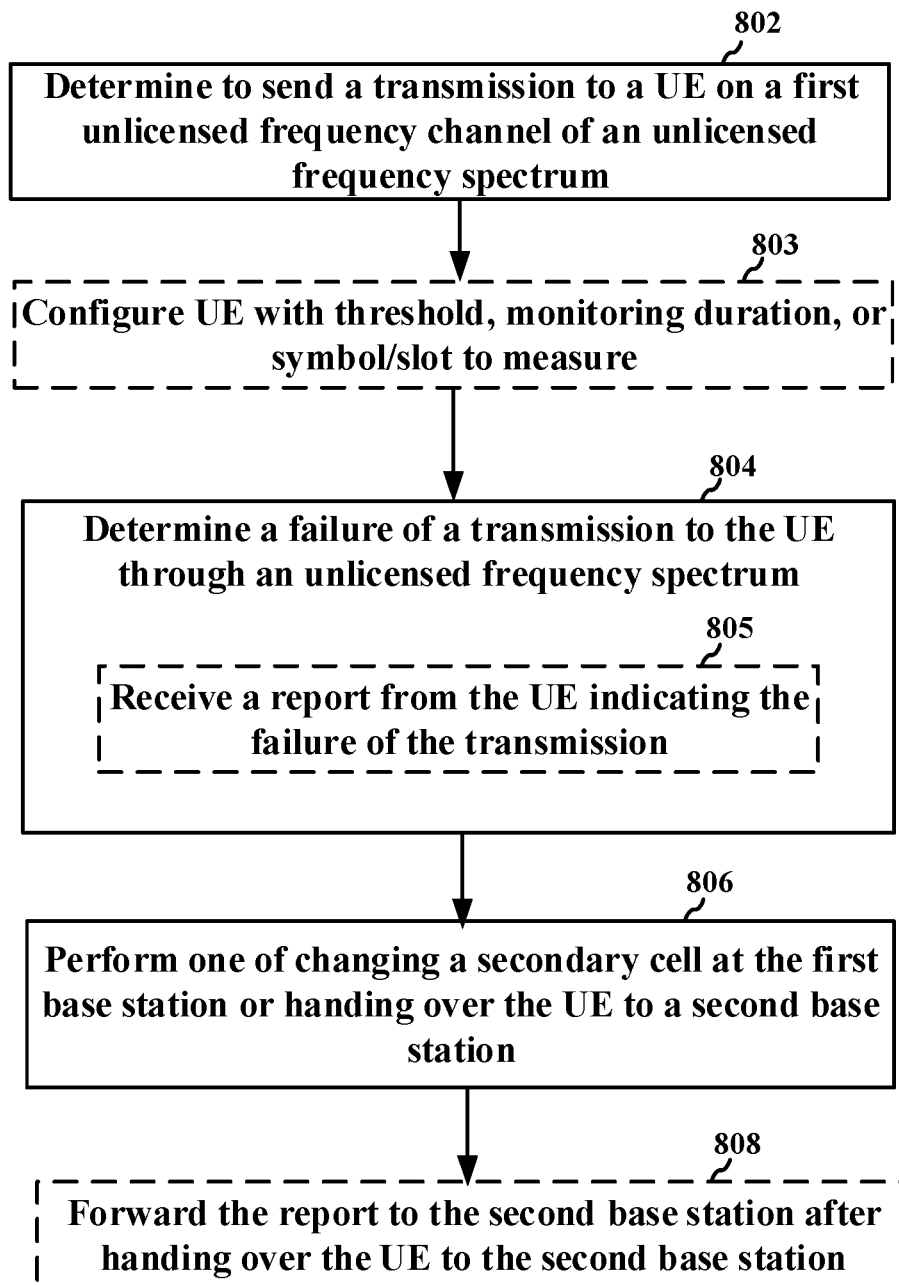 802
Determine to send a transmission to a UE on a first
unlicensed frequency channel of an unlicensed
frequency spectrum
803
Configure UE with threshold, monitoring duration, or
symbol/slot to measure
804
Determine a failure of a transmission to the UE
through an unlicensed frequency spectrum
805
Receive a report from the UE indicating the
failure of the transmission
806
Perform one of changing a secondary cell at the first
base station or handing over the UE to a second base
station
808
Forward the report to the second base station after
handing over the UE to the second base station